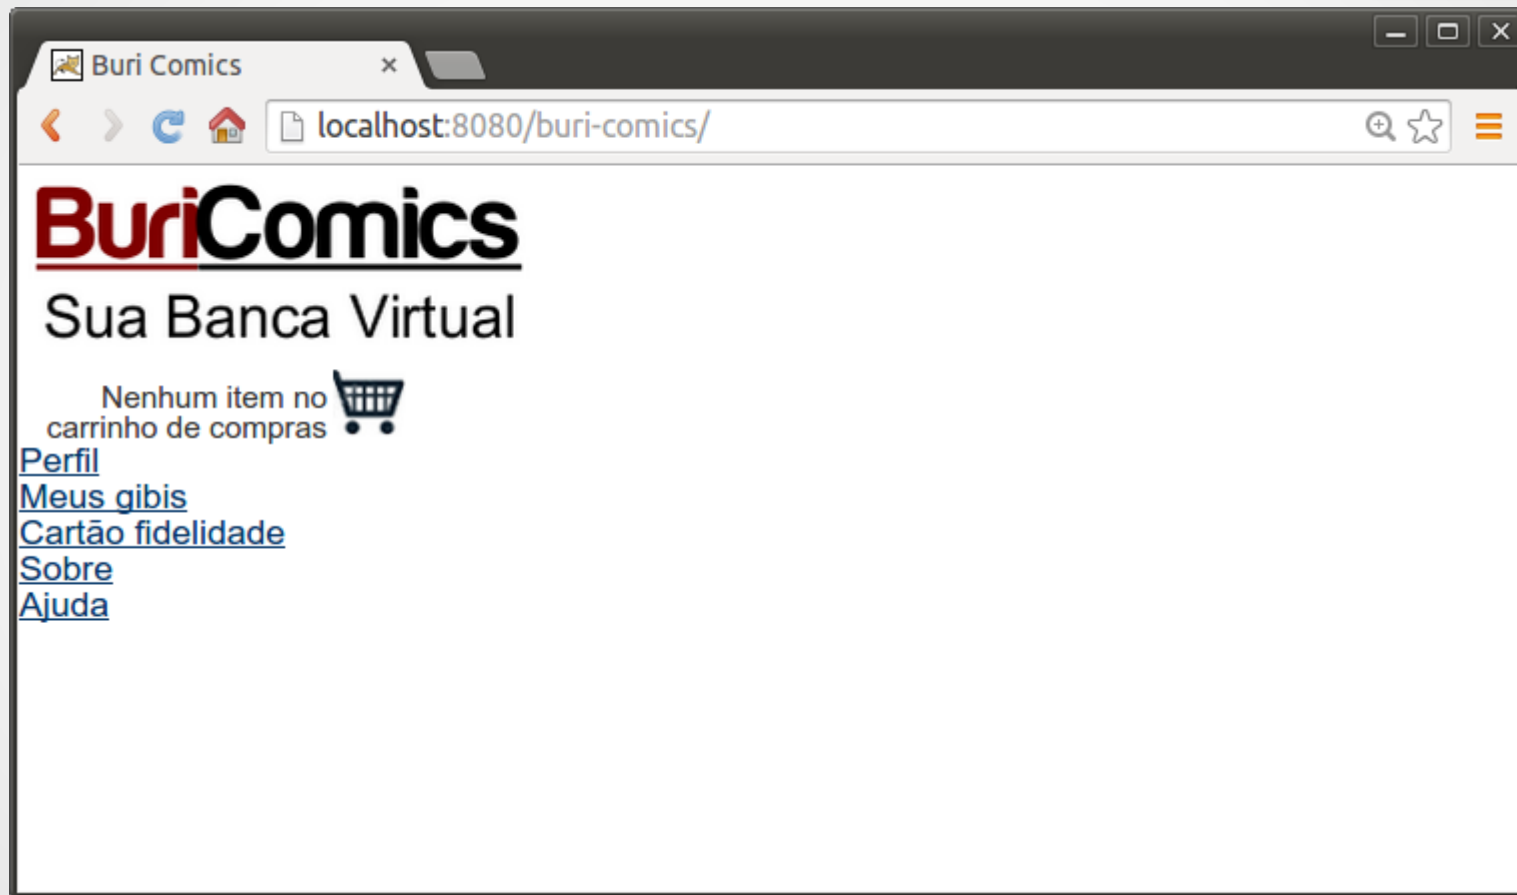 Buri Comics
localhost:8080/buri-comics/
BuriComics
Sua Banca Virtual
Nenhum item no
carrinho de compras
Perfil
Meus gibis
Cartão fidelidade
Sobre
Ajuda